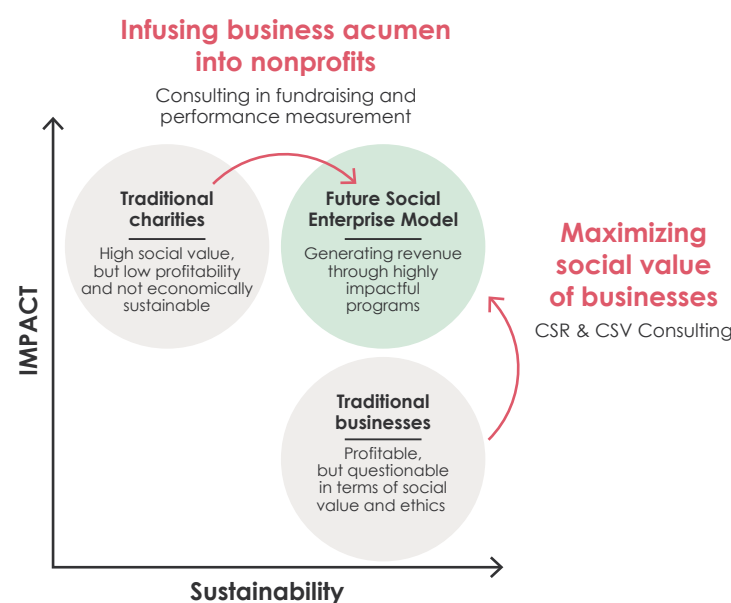 Infusing business acumen
into nonprofits
Consulting in fundraising and
performance measurement
Traditional
charities
High social value,
but low profitability
and not economically
sustainable
Future Social
Enterprise Model
Generating revenue
through highly
impactful
programs
Maximizing
social value
of businesses
CSR & CSV Consulting
IMPACT
Traditional
businesses
Profitable,
but questionable
in terms of social
value and ethics
Sustainability